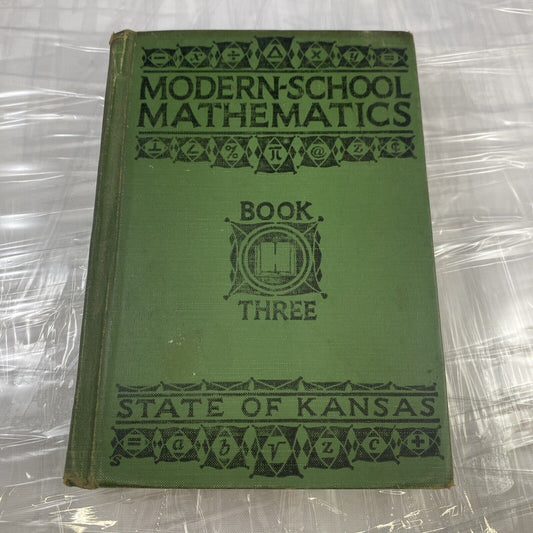 - x ÷ Δ X y =
MODERN-SCHOOL
MATHEMATICS
⊥ ∠ % π @ z ¢
BOOK
THREE
STATE OF KANSAS
= a b √ z c +
S